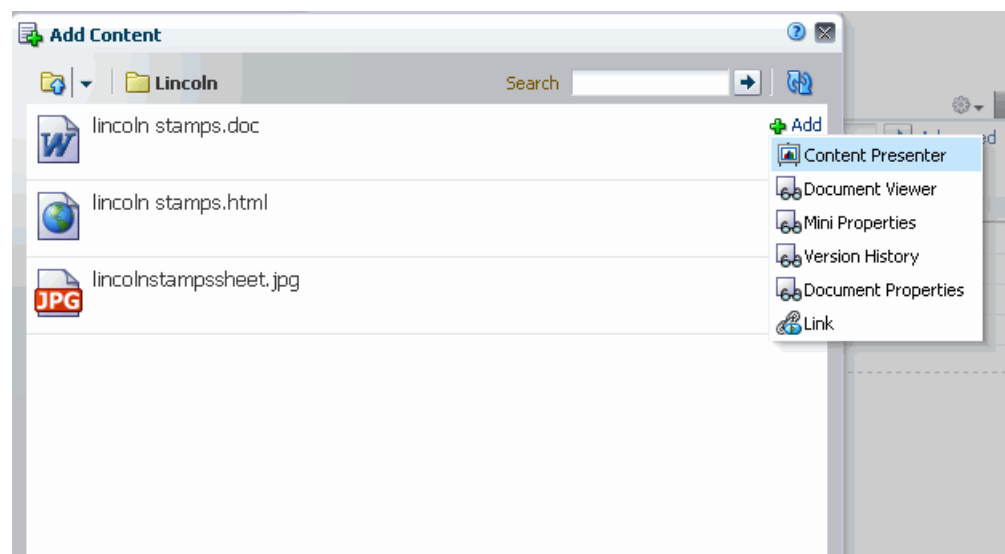 Add Content
Lincoln
Search
lincoln stamps.doc
Add
Content Presenter
Document Viewer
Mini Properties
Version History
Document Properties
Link
lincoln stamps.html
lincolnstampssheet.jpg
JPG
W